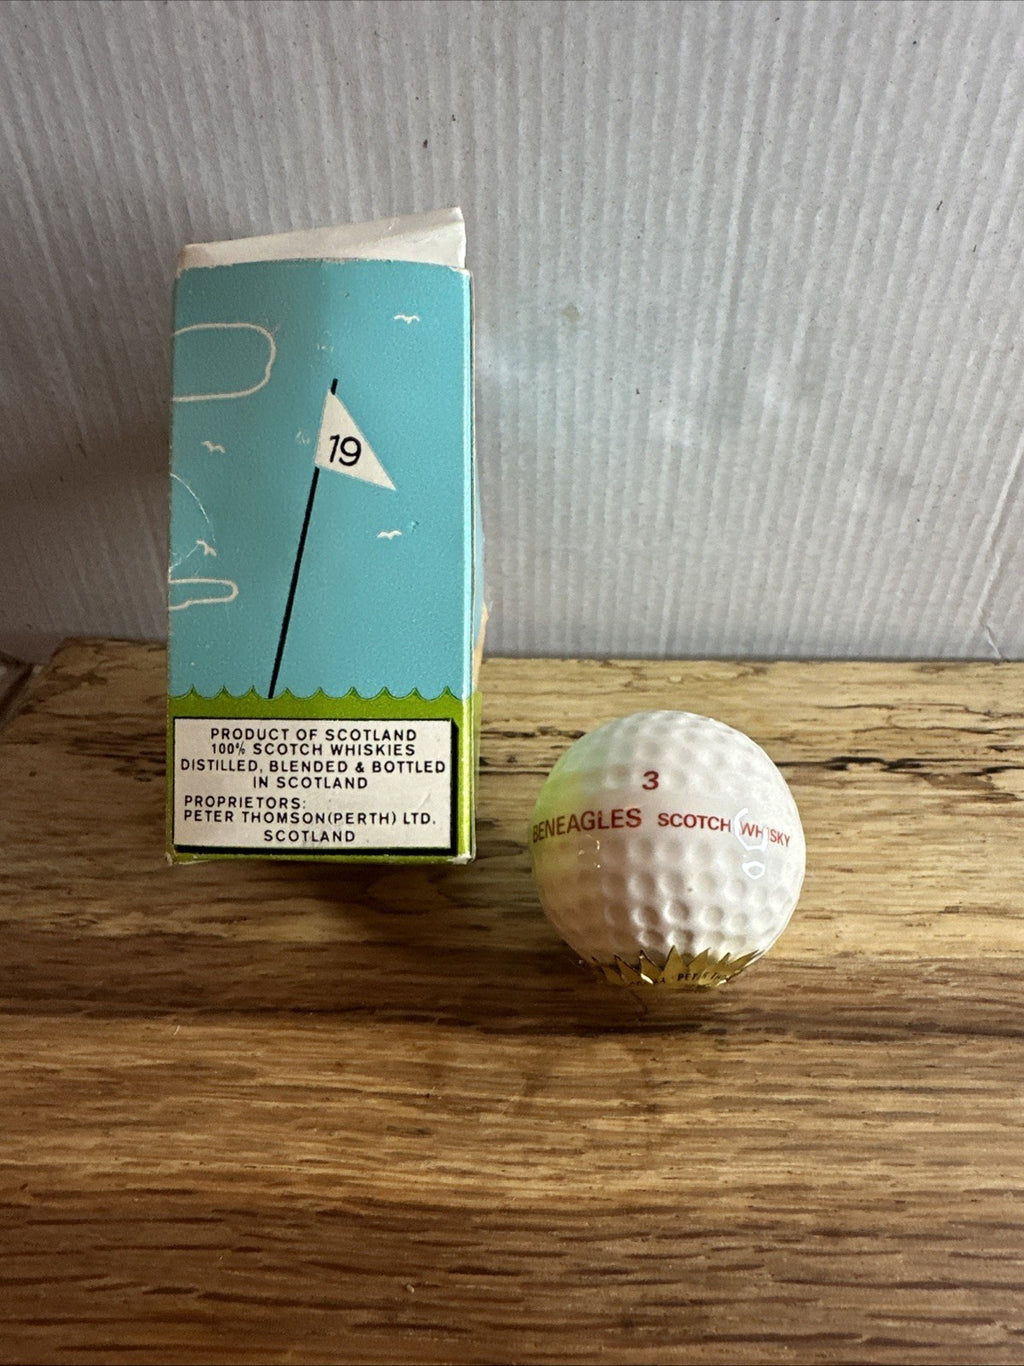 19
PRODUCT OF SCOTLAND
100% SCOTCH WHISKIES
DISTILLED, BLENDED & BOTTLED
IN SCOTLAND
PROPRIETORS:
PETER THOMSON (PERTH) LTD.
SCOTLAND
3
BENEAGLES SCOTCH WHISKY